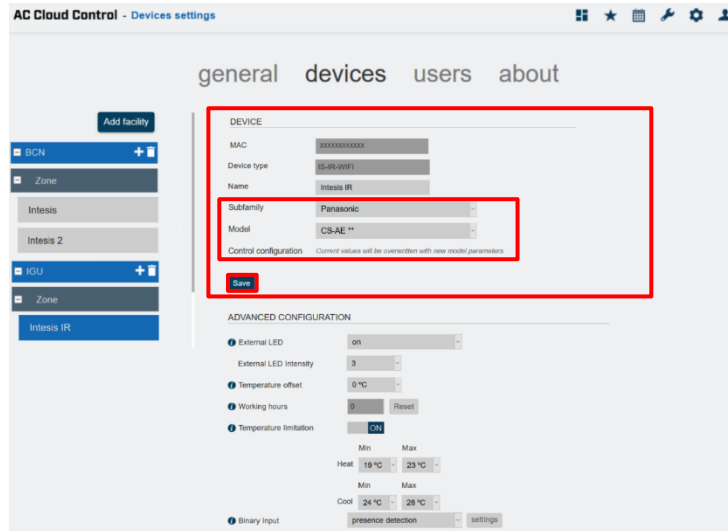 AC Cloud Control - Devices settings
general devices users about
Add facility
BCN
Zone
Intesis
Intesis 2
IGU
Zone
Intesis IR
DEVICE
MAC xxxxxxxxxxxx
Device type IS-IR-WIFI
Name Intesis IR
Subfamily Panasonic
Model CS-AE **
Control configuration Current values will be overwritten with new model parameters.
Save
ADVANCED CONFIGURATION
External LED on
External LED Intensity 3
Temperature offset 0 ºC
Working hours 0 Reset
Temperature limitation ON
Min Max
Heat 19 ºC 23 ºC
Min Max
Cool 24 ºC 28 ºC
Binary Input presence detection settings